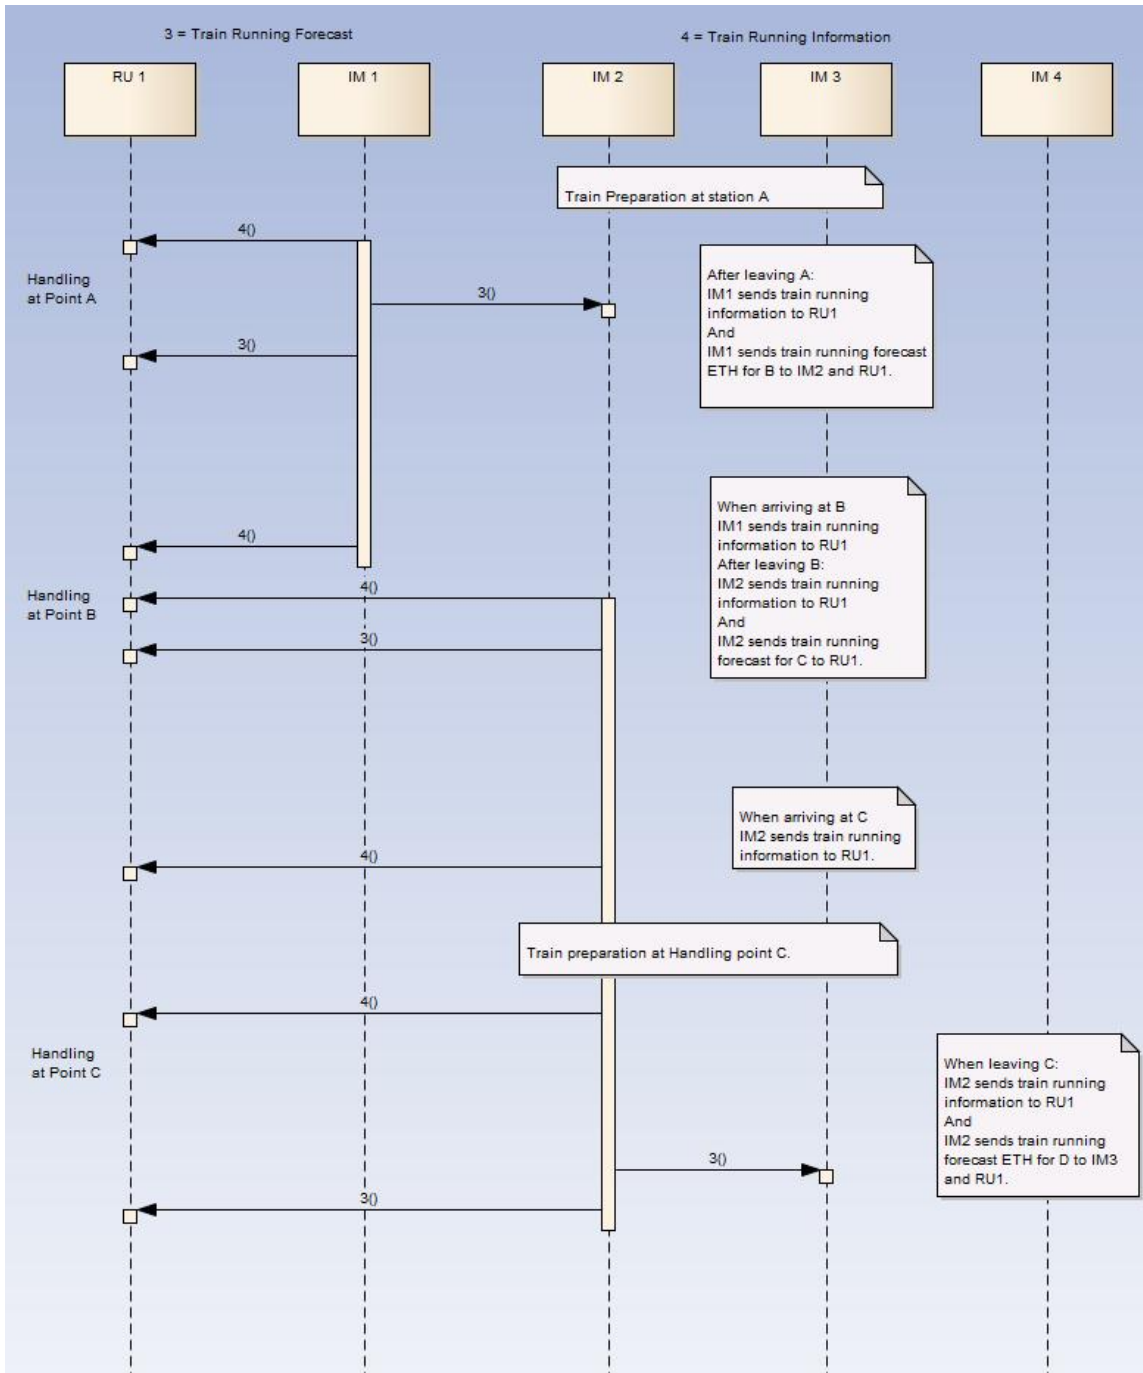 3 = Train Running Forecast
4 = Train Running Information
RU 1
IM 1
IM 2
IM 3
IM 4
Train Preparation at station A
4()
Handling
at Point A
3()
After leaving A:
IM1 sends train running
information to RU1
And
IM1 sends train running forecast
ETH for B to IM2 and RU1.
3()
When arriving at B
IM1 sends train running
information to RU1
After leaving B:
IM2 sends train running
information to RU1
And
IM2 sends train running
forecast for C to RU1.
4()
4()
Handling
at Point B
3()
When arriving at C
IM2 sends train running
information to RU1.
4()
Train preparation at Handling point C.
4()
Handling
at Point C
When leaving C:
IM2 sends train running
information to RU1
And
IM2 sends train running
forecast ETH for D to IM3
and RU1.
3()
3()